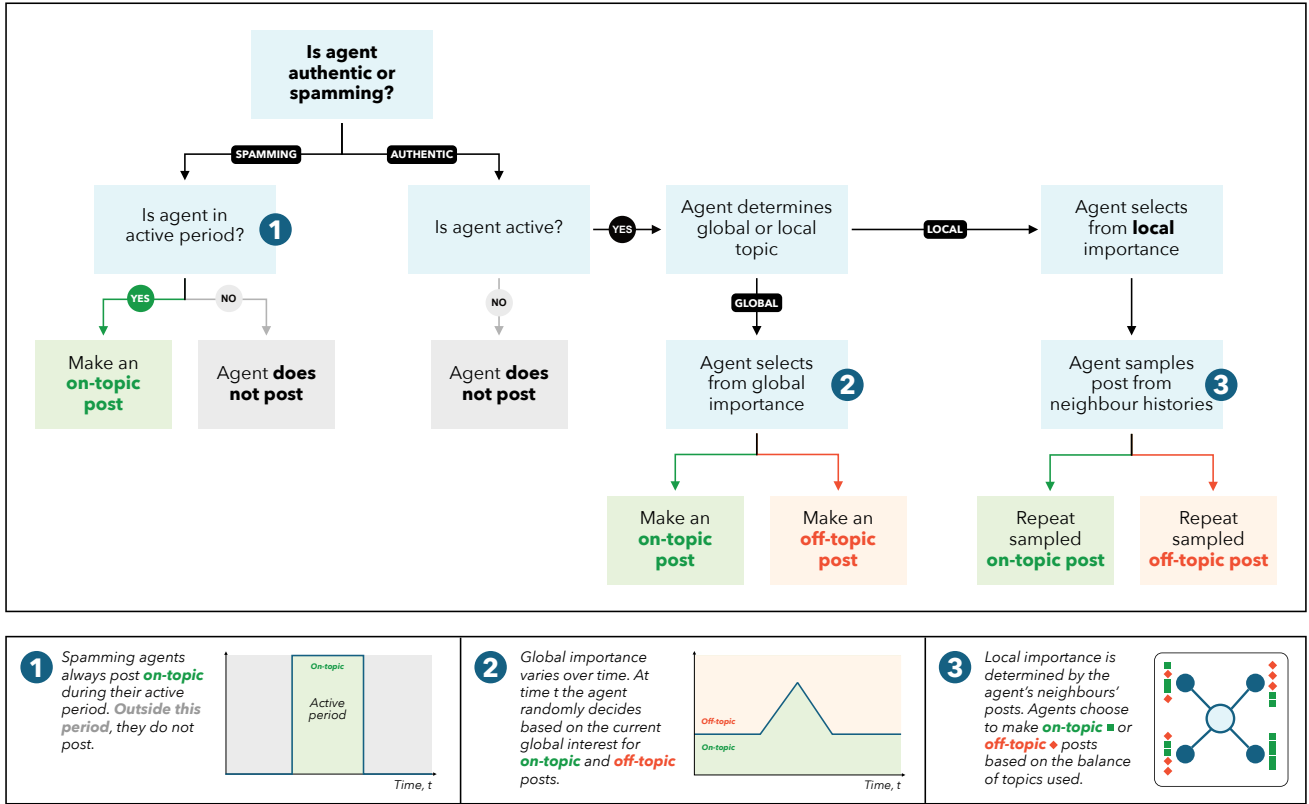 Is agent
authentic or
spamming?
SPAMMING
AUTHENTIC
Is agent in
active period?
1
Is agent active?
YES
Agent determines
global or local
topic
LOCAL
Agent selects
from local
importance
YES
NO
NO
GLOBAL
Make an
on-topic
post
Agent does
not post
Agent does
not post
Agent selects
from global
importance
2
Agent samples
post from
neighbour histories
3
Make an
on-topic
post
Make an
off-topic
post
Repeat
sampled
on-topic post
Repeat
sampled
off-topic post
1
Spamming agents
always post on-topic
during their active
period. Outside this
period, they do not
post.
On-topic
Active
period
Time, t
2
Global importance
varies over time. At
time t the agent
randomly decides
based on the current
global interest for
on-topic and off-topic
posts.
Off-topic
On-topic
Time, t
3
Local importance is
determined by the
agent's neighbours'
posts. Agents choose
to make on-topic ■ or
off-topic ◆ posts
based on the balance
of topics used.